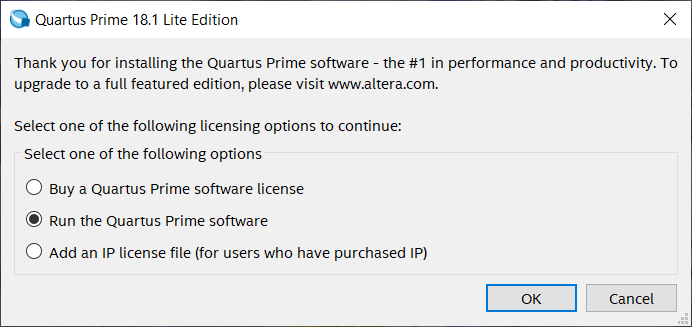 Quartus Prime 18.1 Lite Edition
Thank you for installing the Quartus Prime software - the #1 in performance and productivity. To
upgrade to a full featured edition, please visit www.altera.com.
Select one of the following licensing options to continue:
Select one of the following options
Buy a Quartus Prime software license
Run the Quartus Prime software
Add an IP license file (for users who have purchased IP)
OK Cancel